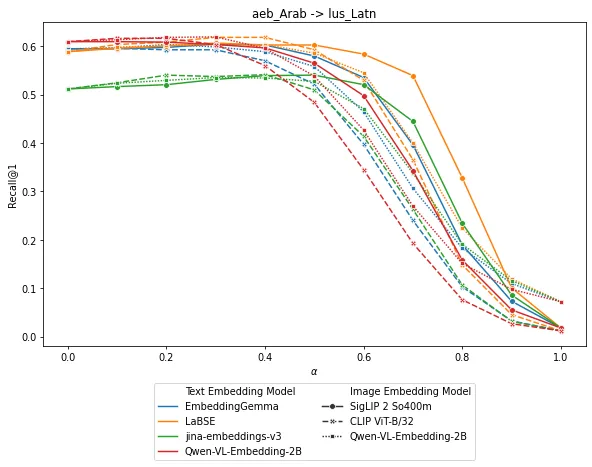 aeb_Arab -> lus_Latn
Recall@1
0.6
0.5
0.4
0.3
0.2
0.1
0.0
0.0 0.2 0.4 0.6 0.8 1.0
α
Text Embedding Model
EmbeddingGemma
LaBSE
jina-embeddings-v3
Qwen-VL-Embedding-2B
Image Embedding Model
SigLIP 2 So400m
CLIP ViT-B/32
Qwen-VL-Embedding-2B